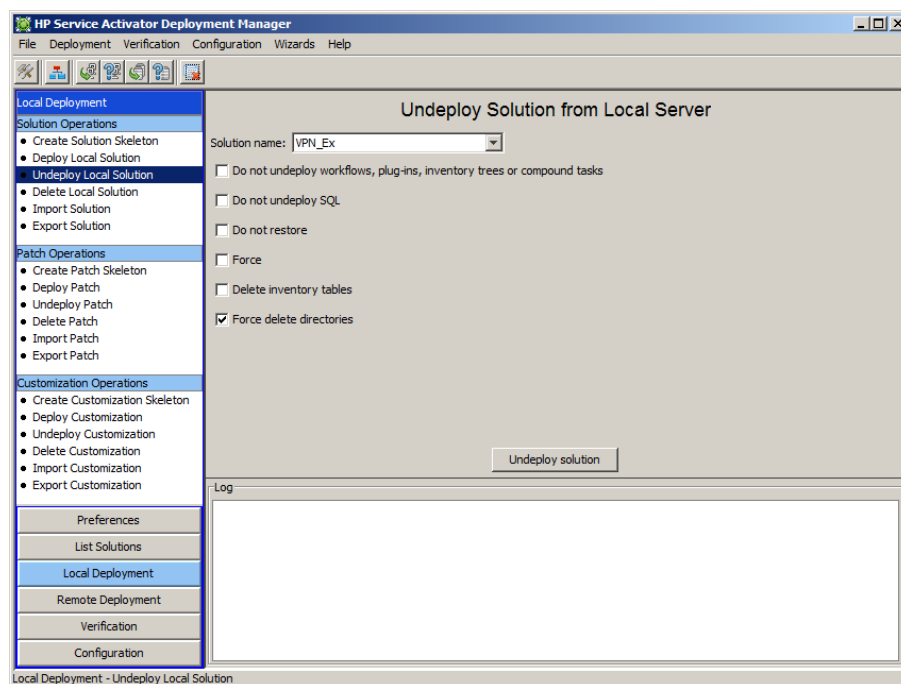 HP Service Activator Deployment Manager
File Deployment Verification Configuration Wizards Help
Local Deployment
Solution Operations
Create Solution Skeleton
Deploy Local Solution
Undeploy Local Solution
Delete Local Solution
Import Solution
Export Solution
Patch Operations
Create Patch Skeleton
Deploy Patch
Undeploy Patch
Delete Patch
Import Patch
Export Patch
Customization Operations
Create Customization Skeleton
Deploy Customization
Undeploy Customization
Delete Customization
Import Customization
Export Customization
Preferences
List Solutions
Local Deployment
Remote Deployment
Verification
Configuration
Undeploy Solution from Local Server
Solution name: VPN_Ex
Do not undeploy workflows, plug-ins, inventory trees or compound tasks
Do not undeploy SQL
Do not restore
Force
Delete inventory tables
Force delete directories
Undeploy solution
Log
Local Deployment - Undeploy Local Solution